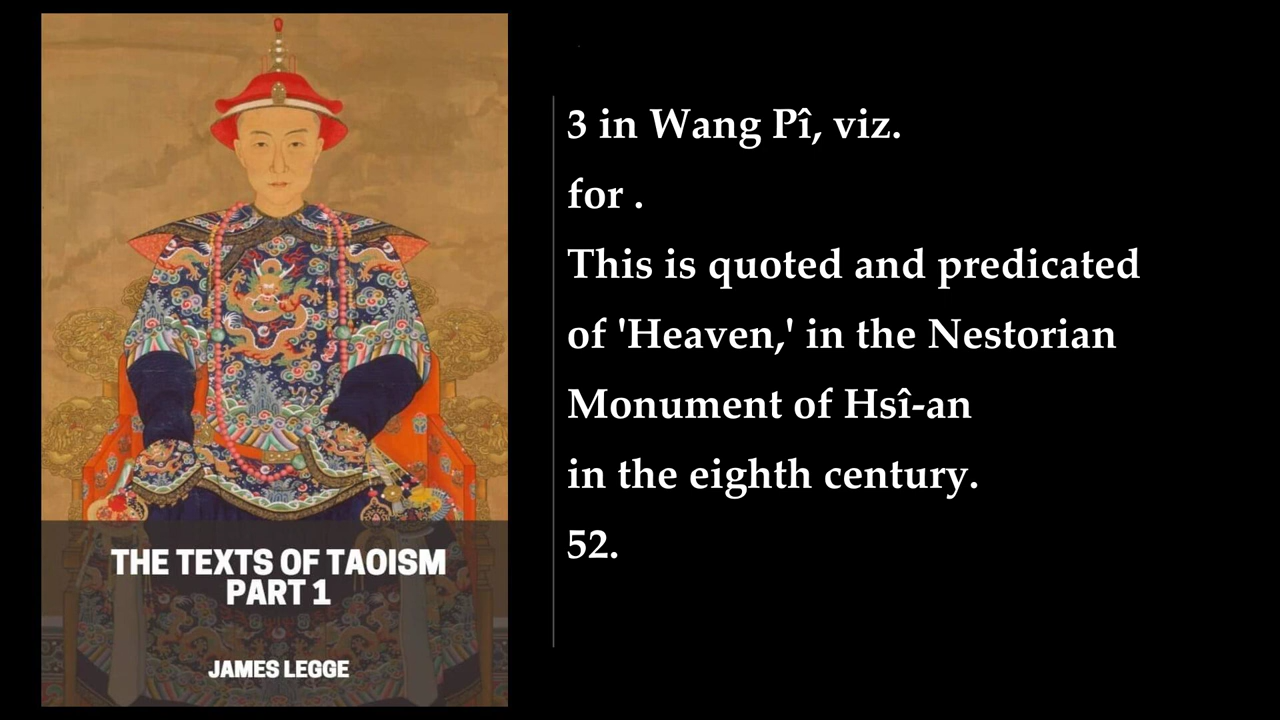 THE TEXTS OF TAOISM
PART 1
JAMES LEGGE
3 in Wang Pî, viz.
for .
This is quoted and predicated
of 'Heaven,' in the Nestorian
Monument of Hsî-an
in the eighth century.
52.